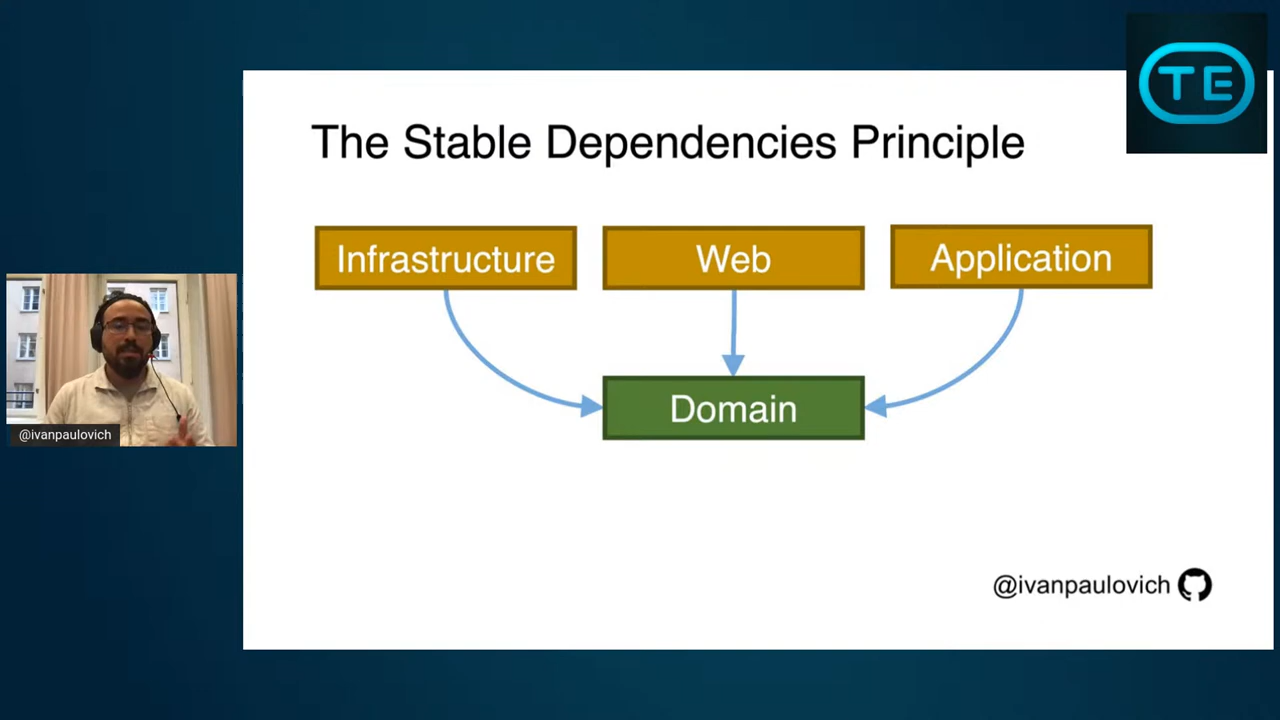 TE
The Stable Dependencies Principle
Infrastructure
Web
Application
Domain
@ivanpaulovich
@ivanpaulovich